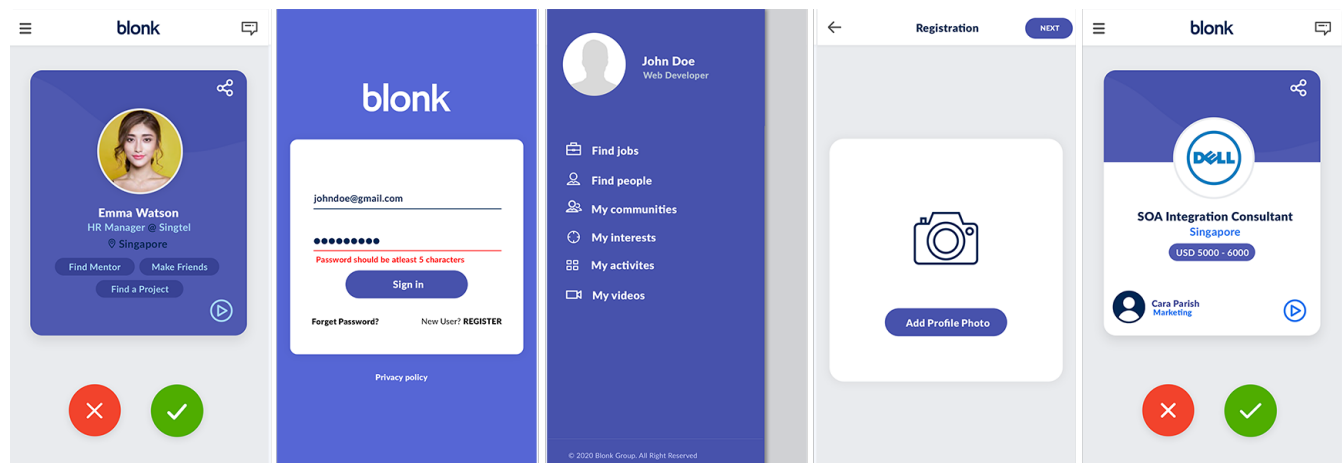 blonk
Emma Watson
HR Manager @ Singtel
Singapore
Find Mentor
Make Friends
Find a Project
blonk
johndoe@gmail.com
Password should be atleast 5 characters
Sign in
Forget Password?
New User? REGISTER
Privacy policy
John Doe
Web Developer
Find jobs
Find people
My communities
My interests
My activites
My videos
© 2020 Blonk Group. All Right Reserved
Registration
NEXT
Add Profile Photo
blonk
DELL
SOA Integration Consultant
Singapore
USD 5000 - 6000
Cara Parish
Marketing